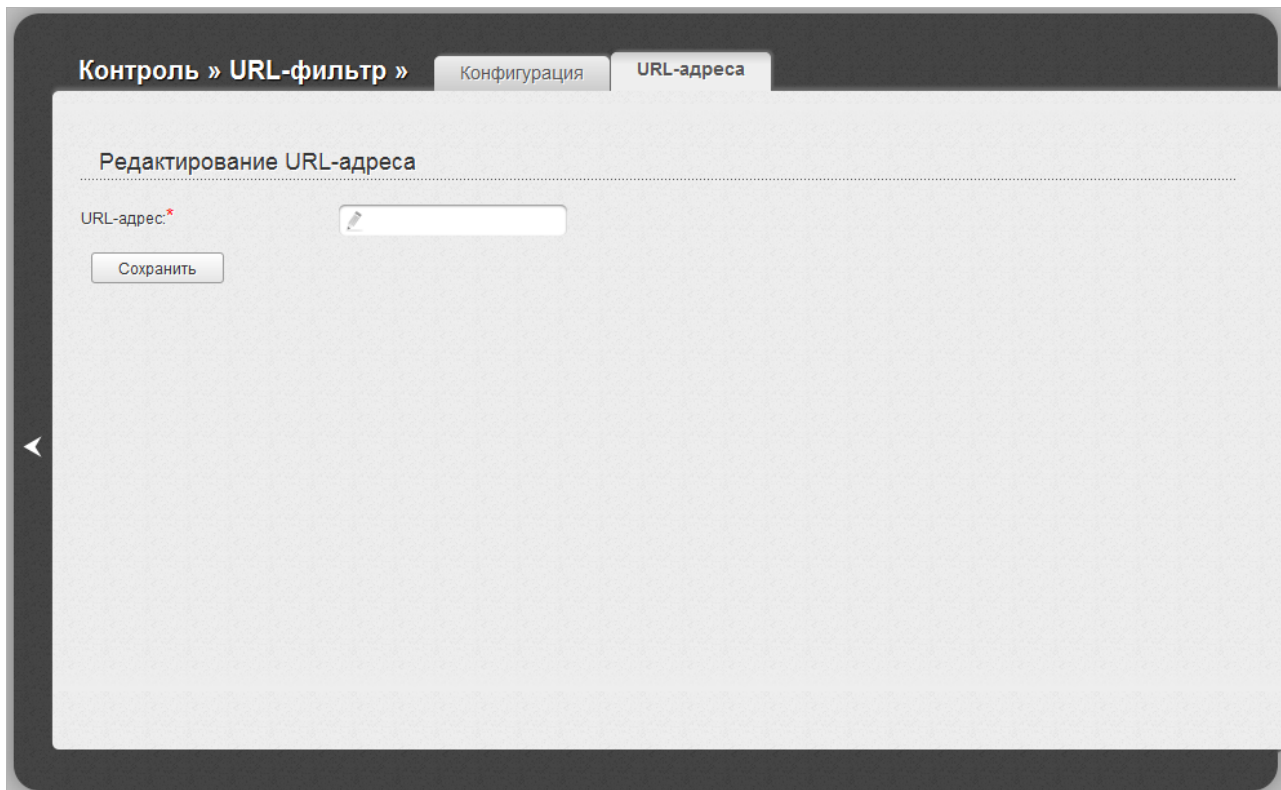 Контроль » URL-фильтр » Конфигурация URL-адреса
Редактирование URL-адреса
URL-адрес:*
Сохранить